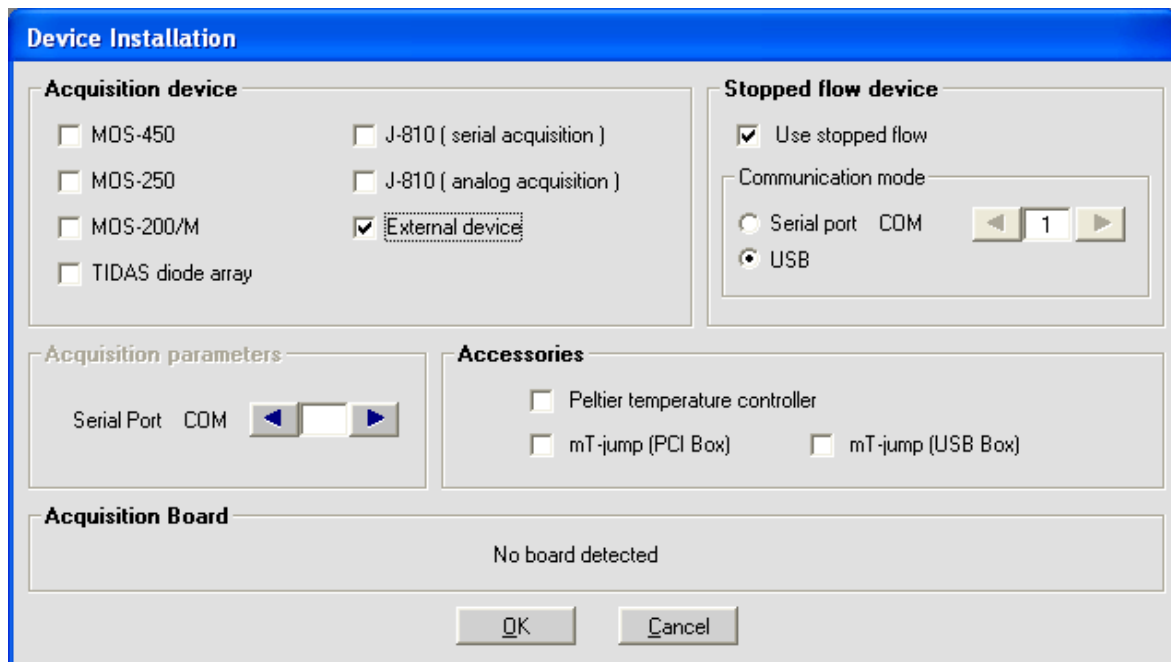 Device Installation
Acquisition device
MOS-450
J-810 ( serial acquisition )
MOS-250
J-810 ( analog acquisition )
MOS-200/M
External device
TIDAS diode array
Stopped flow device
Use stopped flow
Communication mode
Serial port COM 1
USB
Acquisition parameters
Serial Port COM
Accessories
Peltier temperature controller
mT-jump (PCI Box) mT-jump (USB Box)
Acquisition Board
No board detected
OK Cancel